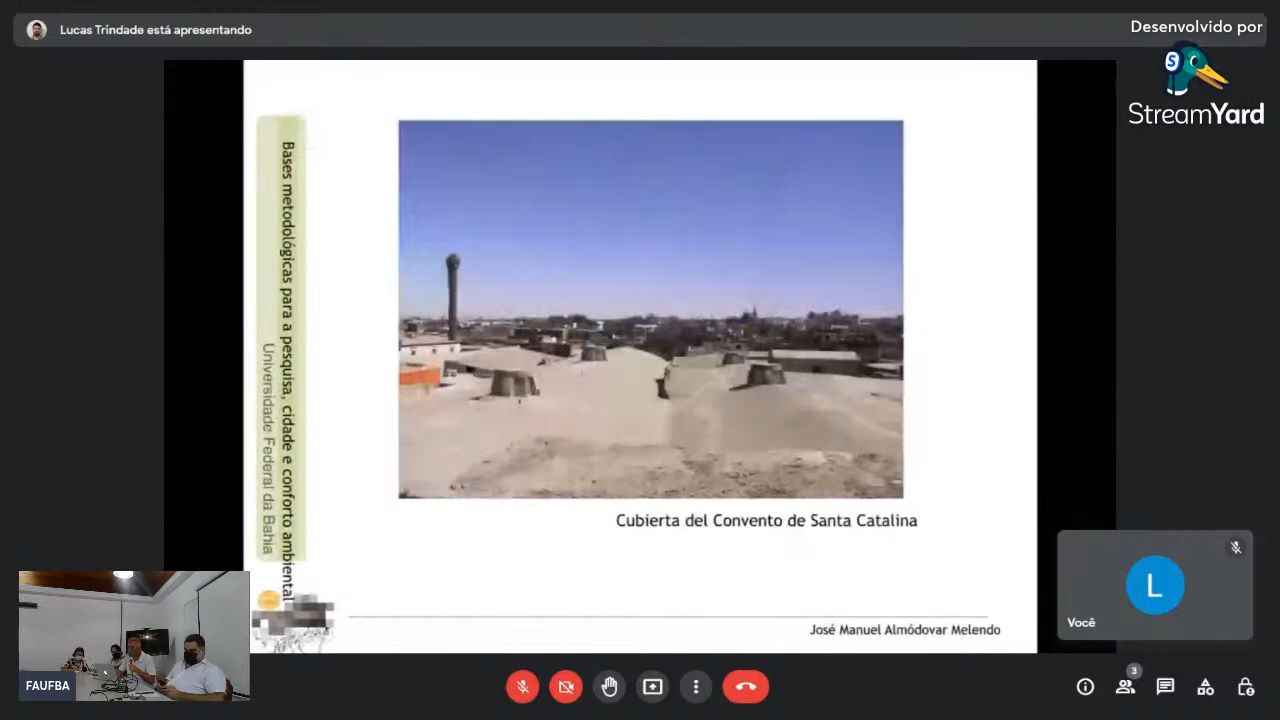 Lucas Trindade está apresentando
Desenvolvido por
S
StreamYard
Bases metodológicas para a pesquisa, cidade e conforto ambiental
Universidade Federal da Bahia
Cubierta del Convento de Santa Catalina
José Manuel Almódovar Melendo
L
Você
FAUFBA
3